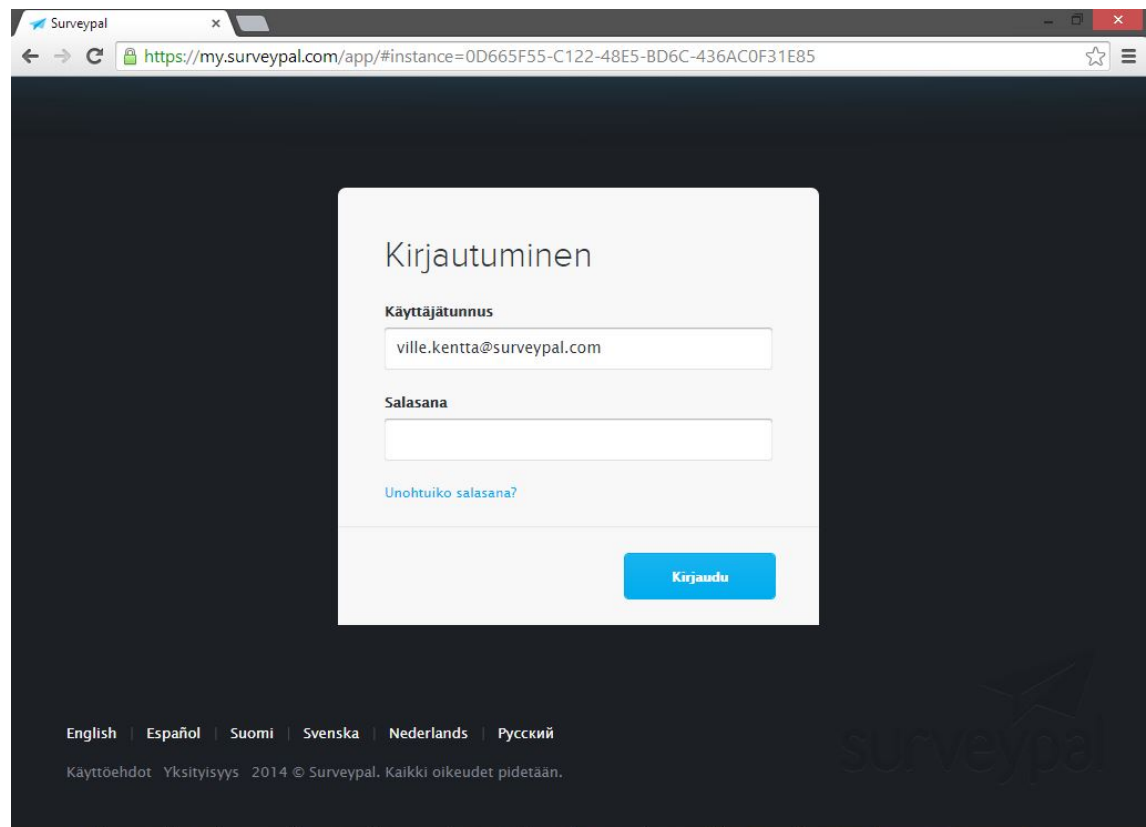 Surveypal
https://my.surveypal.com/app/#instance=0D665F55-C122-48E5-BD6C-436AC0F31E85
Kirjautuminen
Käyttäjätunnus
ville.kentta@surveypal.com
Salasana
Unohtuiko salasana?
Kirjaudu
English | Español | Suomi | Svenska | Nederlands | Русский
Käyttöehdot Yksityisyys 2014 © Surveypal. Kaikki oikeudet pidetään.
surveypal